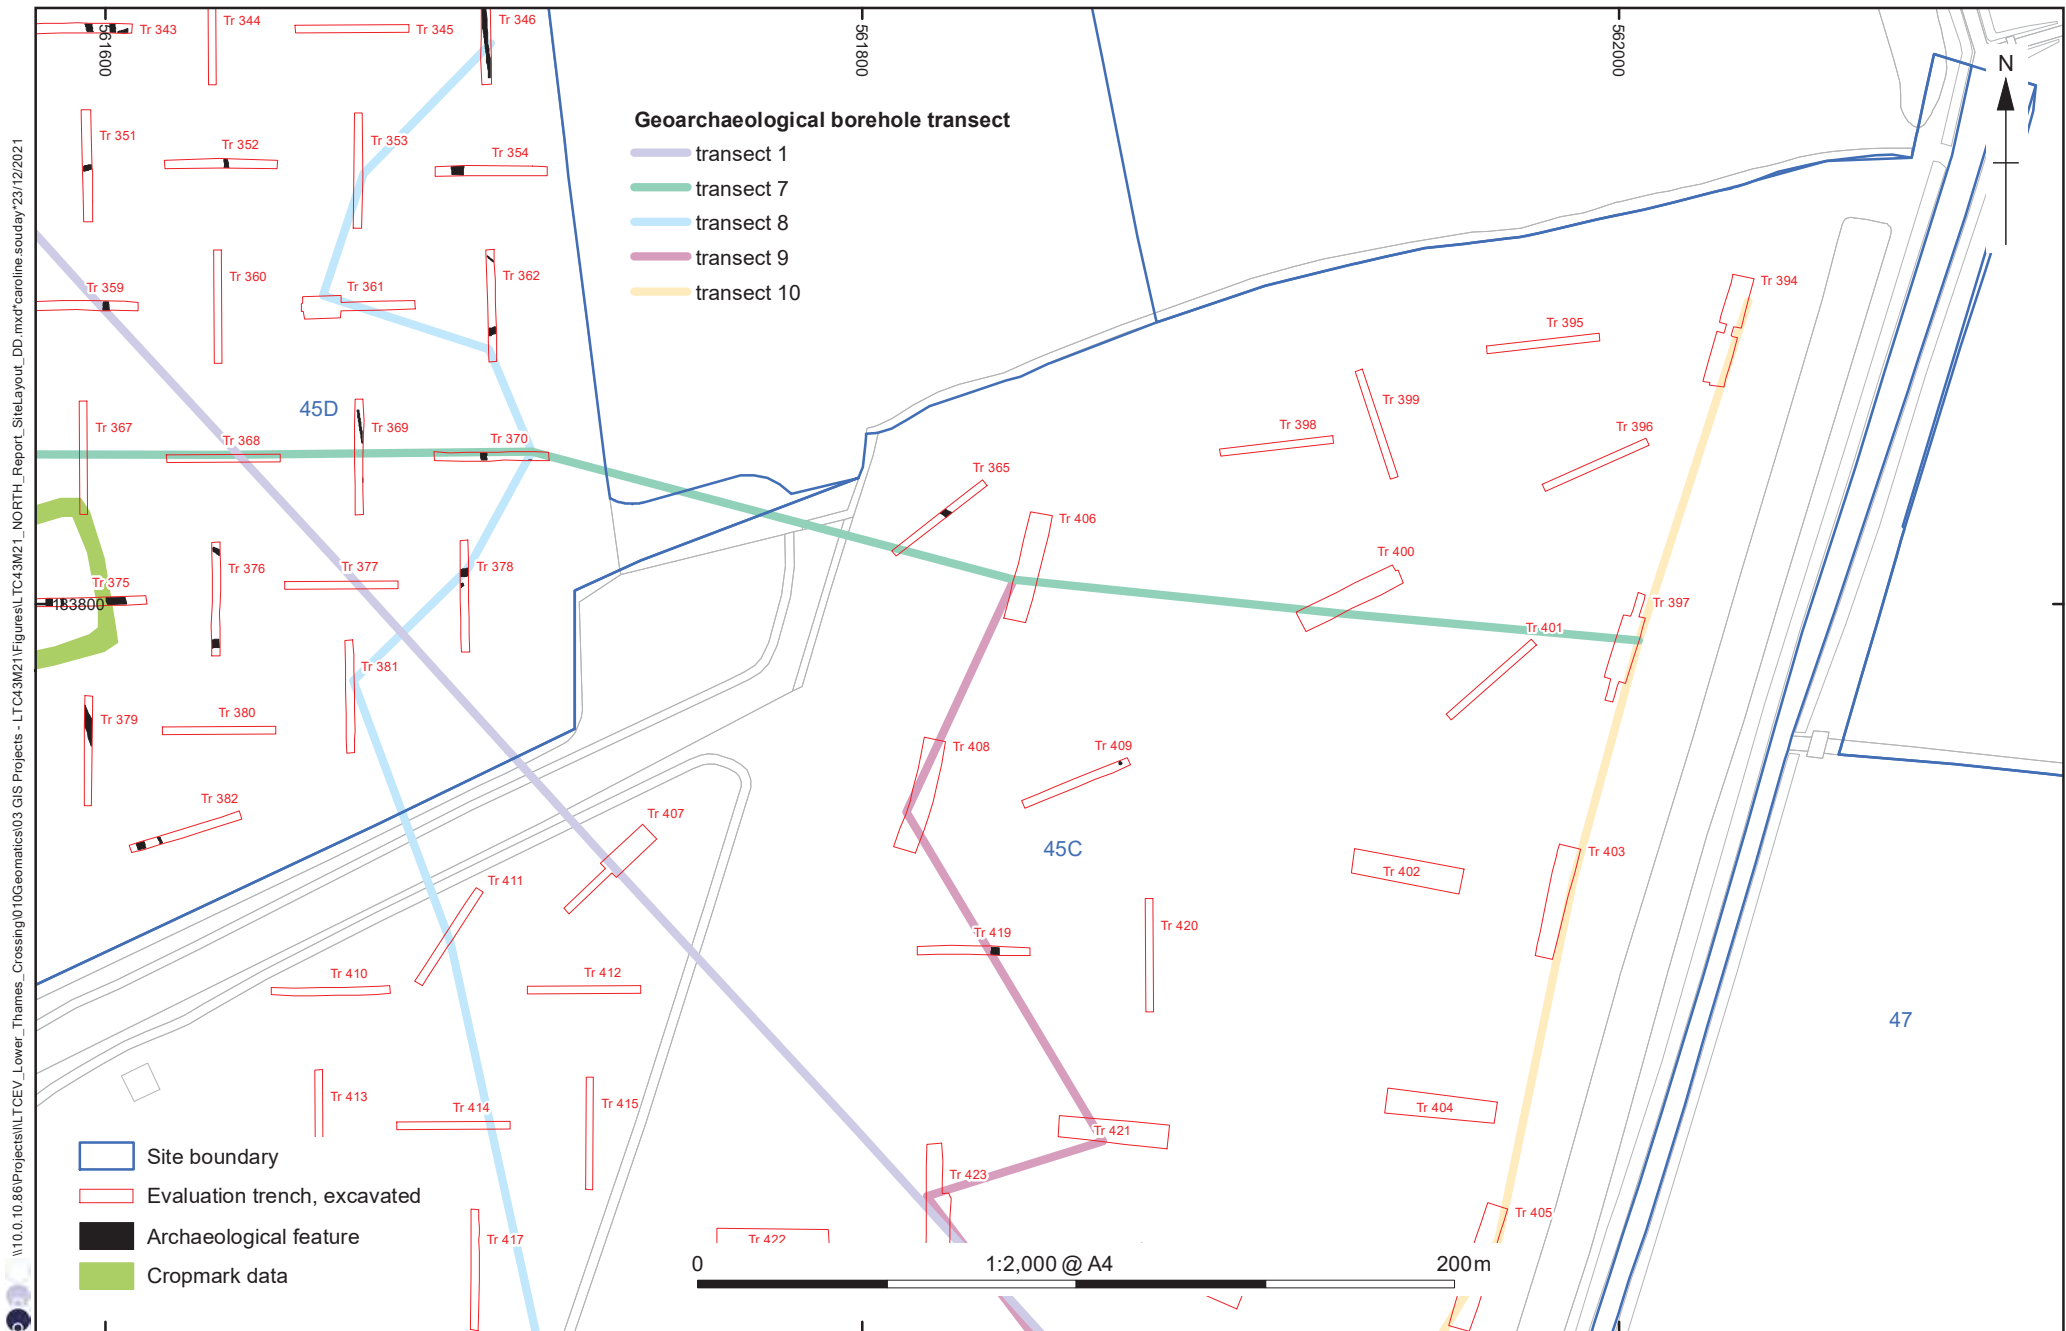 561600
561800
562000
N
Tr 343
Tr 344
Tr 345
Tr 346
Tr 351
Tr 352
Tr 353
Tr 354
Geoarchaeological borehole transect
transect 1
transect 7
transect 8
transect 9
transect 10
Tr 359
Tr 360
Tr 361
Tr 362
Tr 394
Tr 395
Tr 399
Tr 398
Tr 396
45D
Tr 367
Tr 368
Tr 369
Tr 370
Tr 365
Tr 406
Tr 400
Tr 397
Tr 401
Tr 375
183800
Tr 376
Tr 377
Tr 378
Tr 381
Tr 379
Tr 380
Tr 382
Tr 408
Tr 409
Tr 407
45C
Tr 402
Tr 403
Tr 411
Tr 419
Tr 420
Tr 410
Tr 412
47
Tr 413
Tr 414
Tr 415
Tr 421
Tr 404
Tr 423
Tr 405
Tr 417
Tr 422
Site boundary
Evaluation trench, excavated
Archaeological feature
Cropmark data
0 1:2,000 @ A4 200m
\\10.0.10.86\Projects\I\LTCEV_Lower_Thames_Crossing\010Geomatics\03 GIS Projects - LTC43M21\Figures\LTC43M21_NORTH_Report_SiteLayout_DD.mxd*caroline.souday*23/12/2021